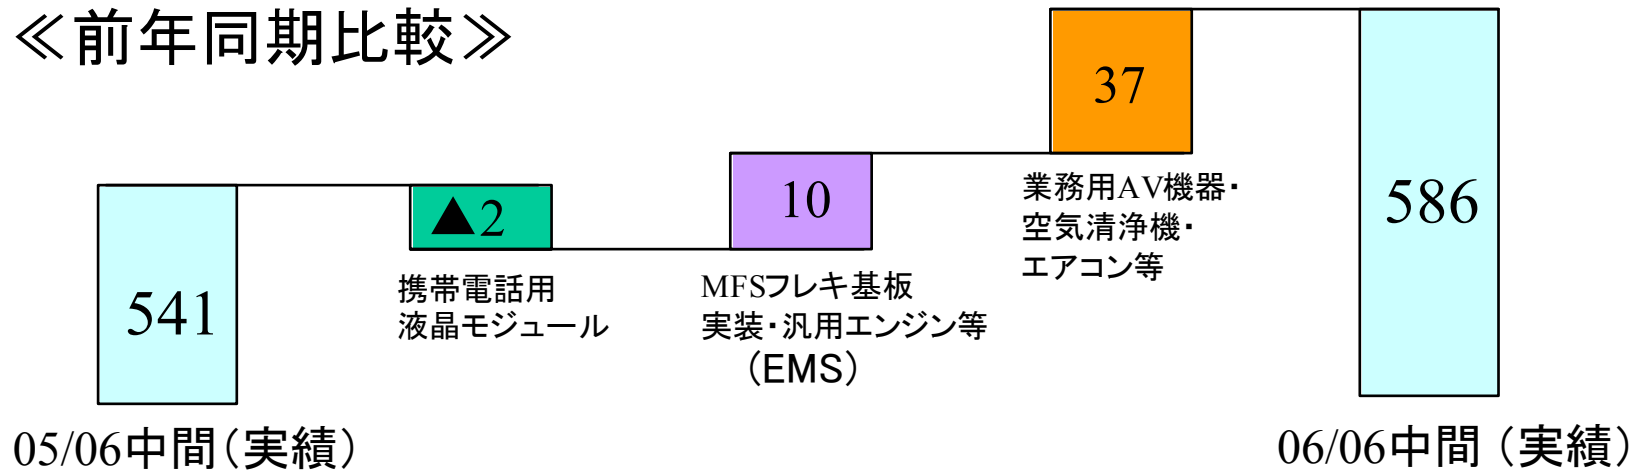 ≪前年同期比較≫
541
▲2
10
37
586
携帯電話用
液晶モジュール
MFSフレキ基板
実装・汎用エンジン等
（EMS）
業務用AV機器・
空気清浄機・
エアコン等
05/06中間（実績）
06/06中間（実績）